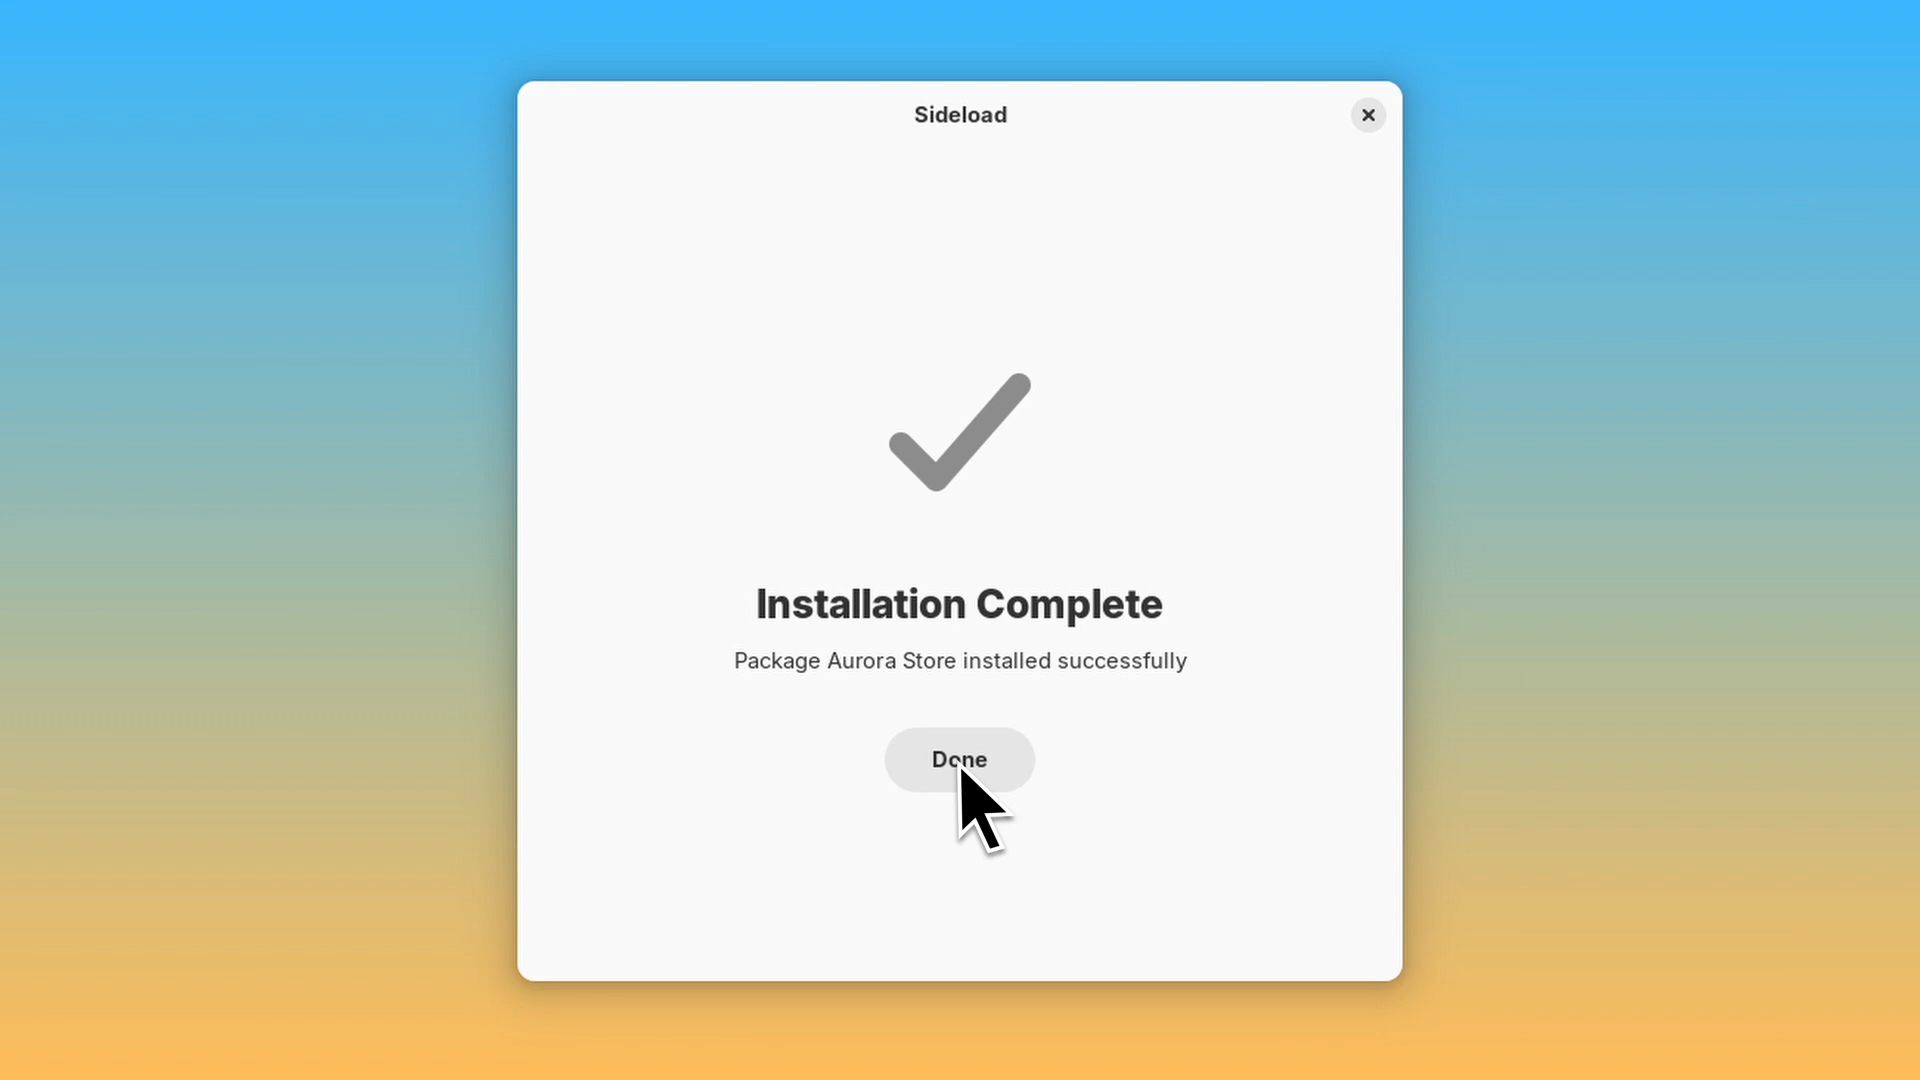 Sideload
Installation Complete
Package Aurora Store installed successfully
Done